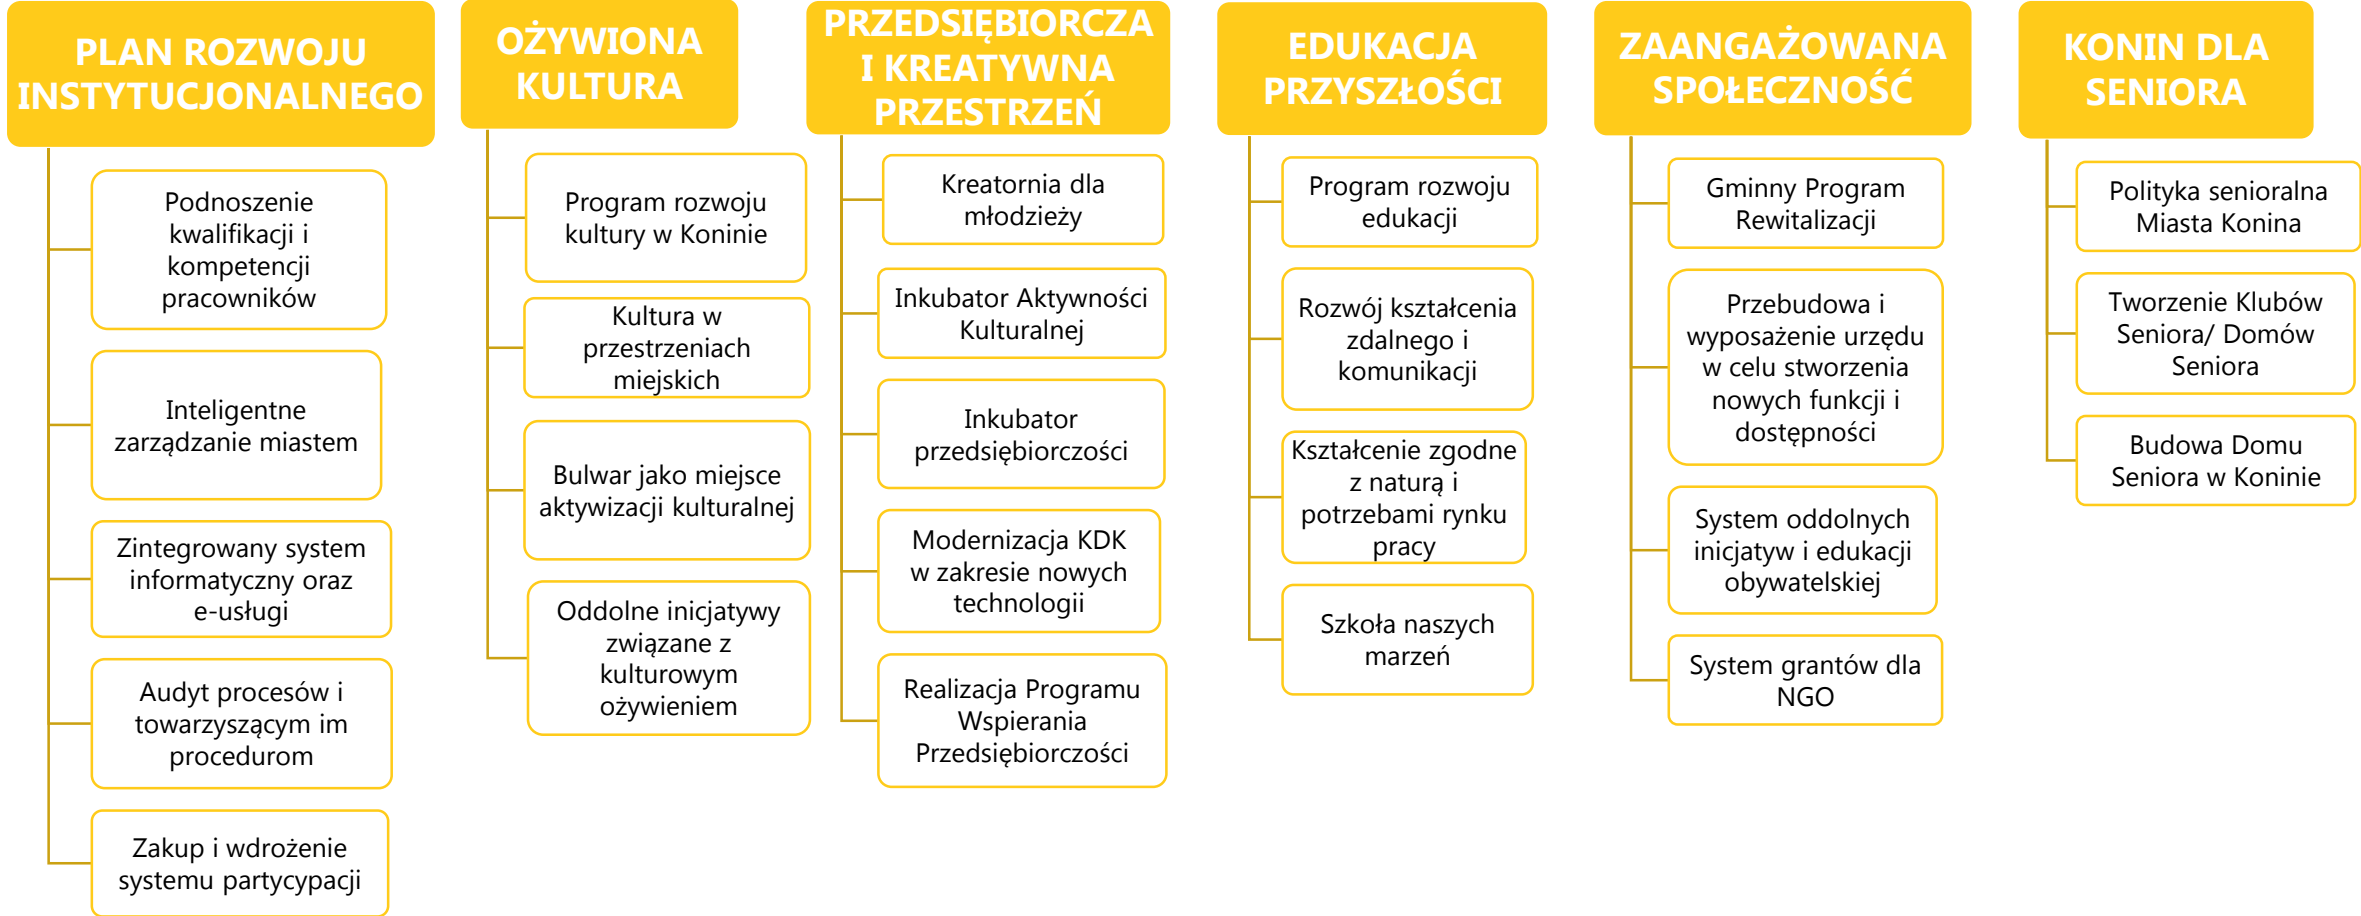 PLAN ROZWOJU
INSTYTUCJONALNEGO
Podnoszenie
kwalifikacji i
kompetencji
pracowników
Inteligentne
zarządzanie miastem
Zintegrowany system
informatyczny oraz
e-usługi
Audyt procesów i
towarzyszącym im
procedurom
Zakup i wdrożenie
systemu partycypacji
OŻYWIONA
KULTURA
Program rozwoju
kultury w Koninie
Kultura w
przestrzeniach
miejskich
Bulwar jako miejsce
aktywizacji kulturalnej
Oddolne inicjatywy
związane z
kulturowym
ożywieniem
PRZEDSIĘBIORCZA
I KREATYWNA
PRZESTRZEŃ
Kreatornia dla
młodzieży
Inkubator Aktywności
Kulturalnej
Inkubator
przedsiębiorczości
Modernizacja KDK
w zakresie nowych
technologii
Realizacja Programu
Wspierania
Przedsiębiorczości
EDUKACJA
PRZYSZŁOŚCI
Program rozwoju
edukacji
Rozwój kształcenia
zdalnego i
komunikacji
Kształcenie zgodne
z naturą i
potrzebami rynku
pracy
Szkoła naszych
marzeń
ZAANGAŻOWANA
SPOŁECZNOŚĆ
Gminny Program
Rewitalizacji
Przebudowa i
wyposażenie urzędu
w celu stworzenia
nowych funkcji i
dostępności
System oddolnych
inicjatyw i edukacji
obywatelskiej
System grantów dla
NGO
KONIN DLA
SENIORA
Polityka senioralna
Miasta Konina
Tworzenie Klubów
Seniora/ Domów
Seniora
Budowa Domu
Seniora w Koninie